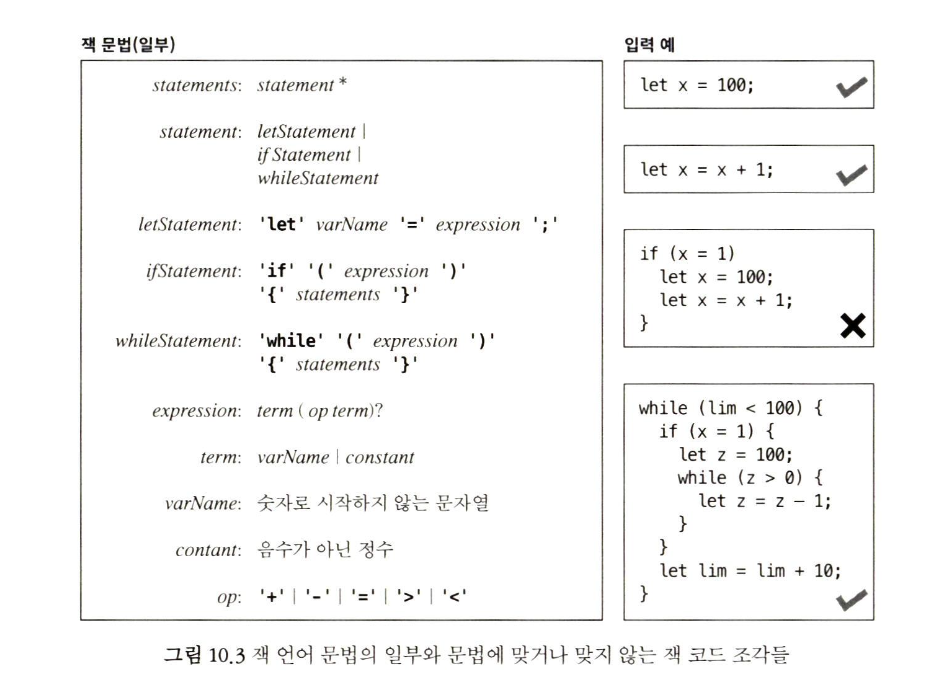 잭 문법(일부)
statements: statement *
statement: letStatement |
ifStatement |
whileStatement
letStatement: 'let' varName '=' expression ';'
ifStatement: 'if' '(' expression ')'
'{' statements '}'
whileStatement: 'while' '(' expression ')'
'{' statements '}'
expression: term ( op term)?
term: varName | constant
varName: 숫자로 시작하지 않는 문자열
contant: 음수가 아닌 정수
op: '+' | '-' | '=' | '>' | '<'
입력 예
let x = 100;
let x = x + 1;
if (x = 1)
let x = 100;
let x = x + 1;
}
while (lim < 100) {
if (x = 1) {
let z = 100;
while (z > 0) {
let z = z – 1;
}
}
let lim = lim + 10;
}
그림 10.3 잭 언어 문법의 일부와 문법에 맞거나 맞지 않는 잭 코드 조각들